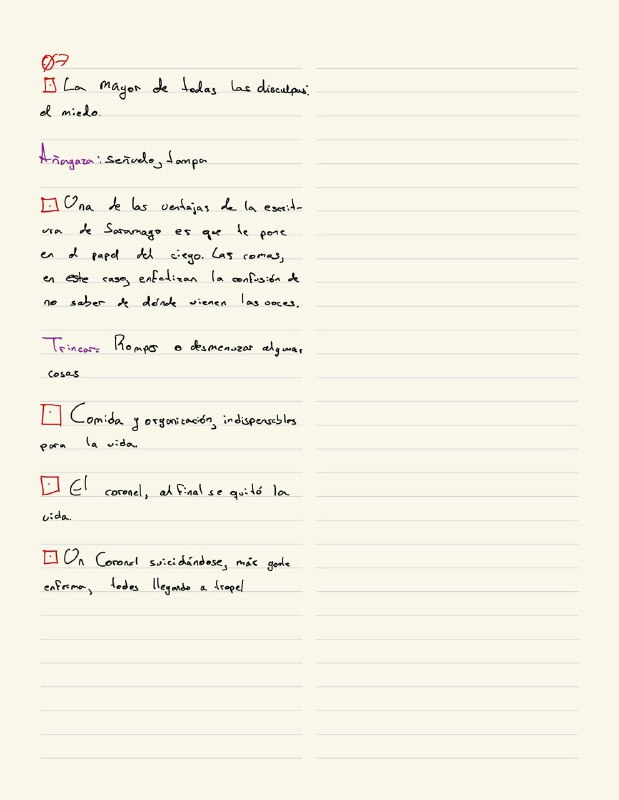 07
La mayor de todas las disculpas:
el miedo.
Añagaza: señuelo, tampa
Una de las ventajas de la escrit-
ura de Saramago es que te pone
en el papel del ciego. Las comas,
en este caso, enfatizan la confusión de
no saber de dónde vienen las voces.
Trincar: Romper o desmenuzar algunas
cosas
Comida y organización, indispensables
para la vida.
El coronel, al final se quitó la
vida.
Un Coronel suicidándose, más gente
enferma, todos llegando a tropel